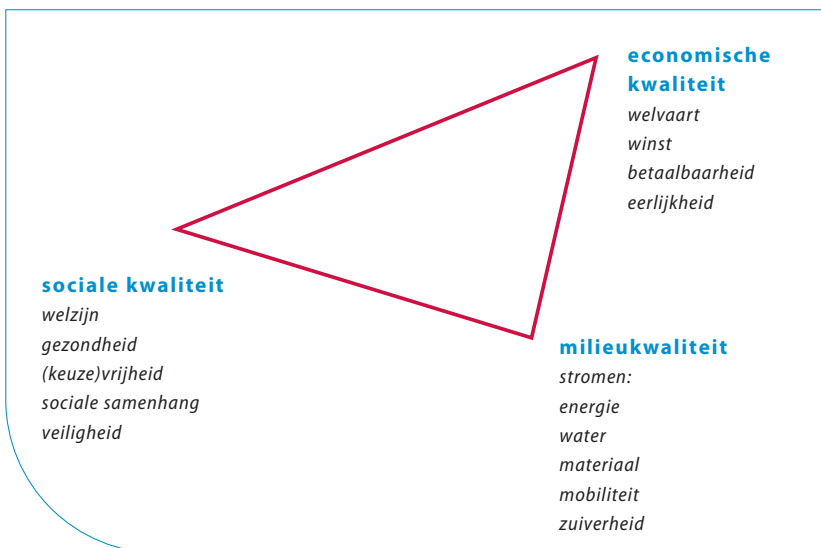 economische
kwaliteit
welvaart
winst
betaalbaarheid
eerlijkheid
sociale kwaliteit
welzijn
gezondheid
(keuze)vrijheid
sociale samenhang
veiligheid
milieukwaliteit
stromen:
energie
water
materiaal
mobiliteit
zuiverheid